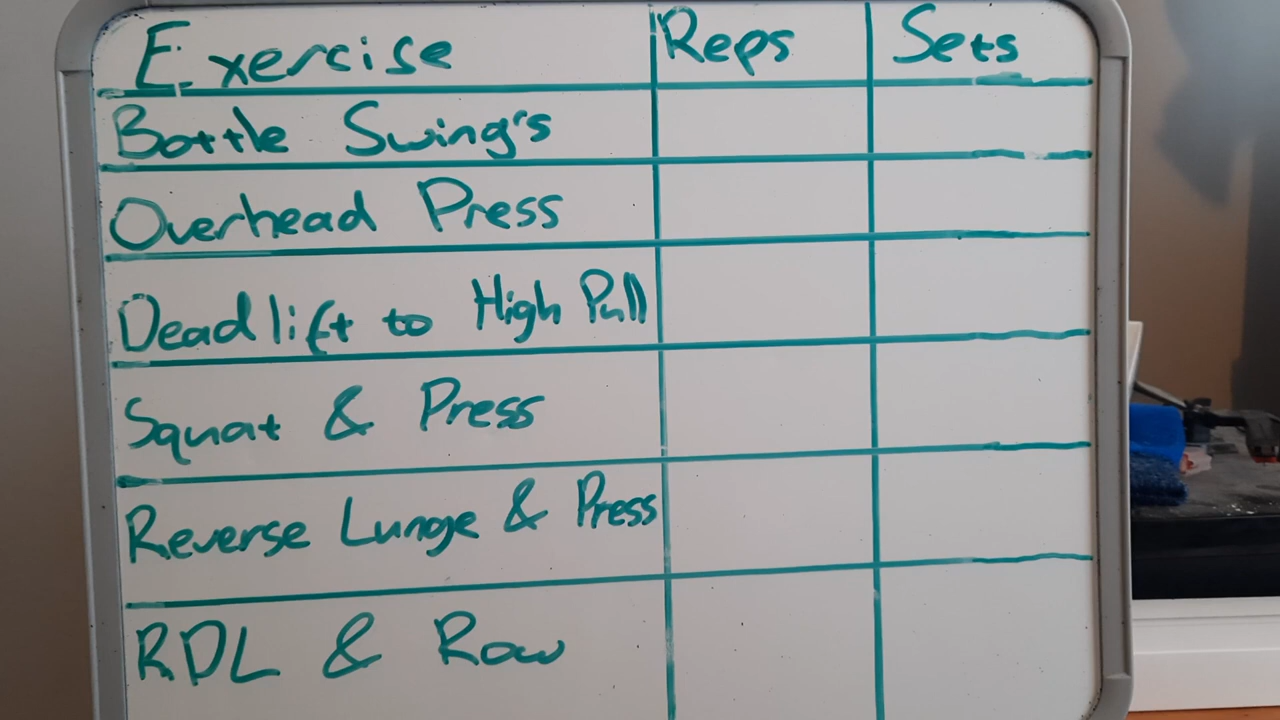 Exercise Reps Sets
Bottle Swing's
Overhead Press
Deadlift to High Pull
Squat & Press
Reverse Lunge & Press
RDL & Row